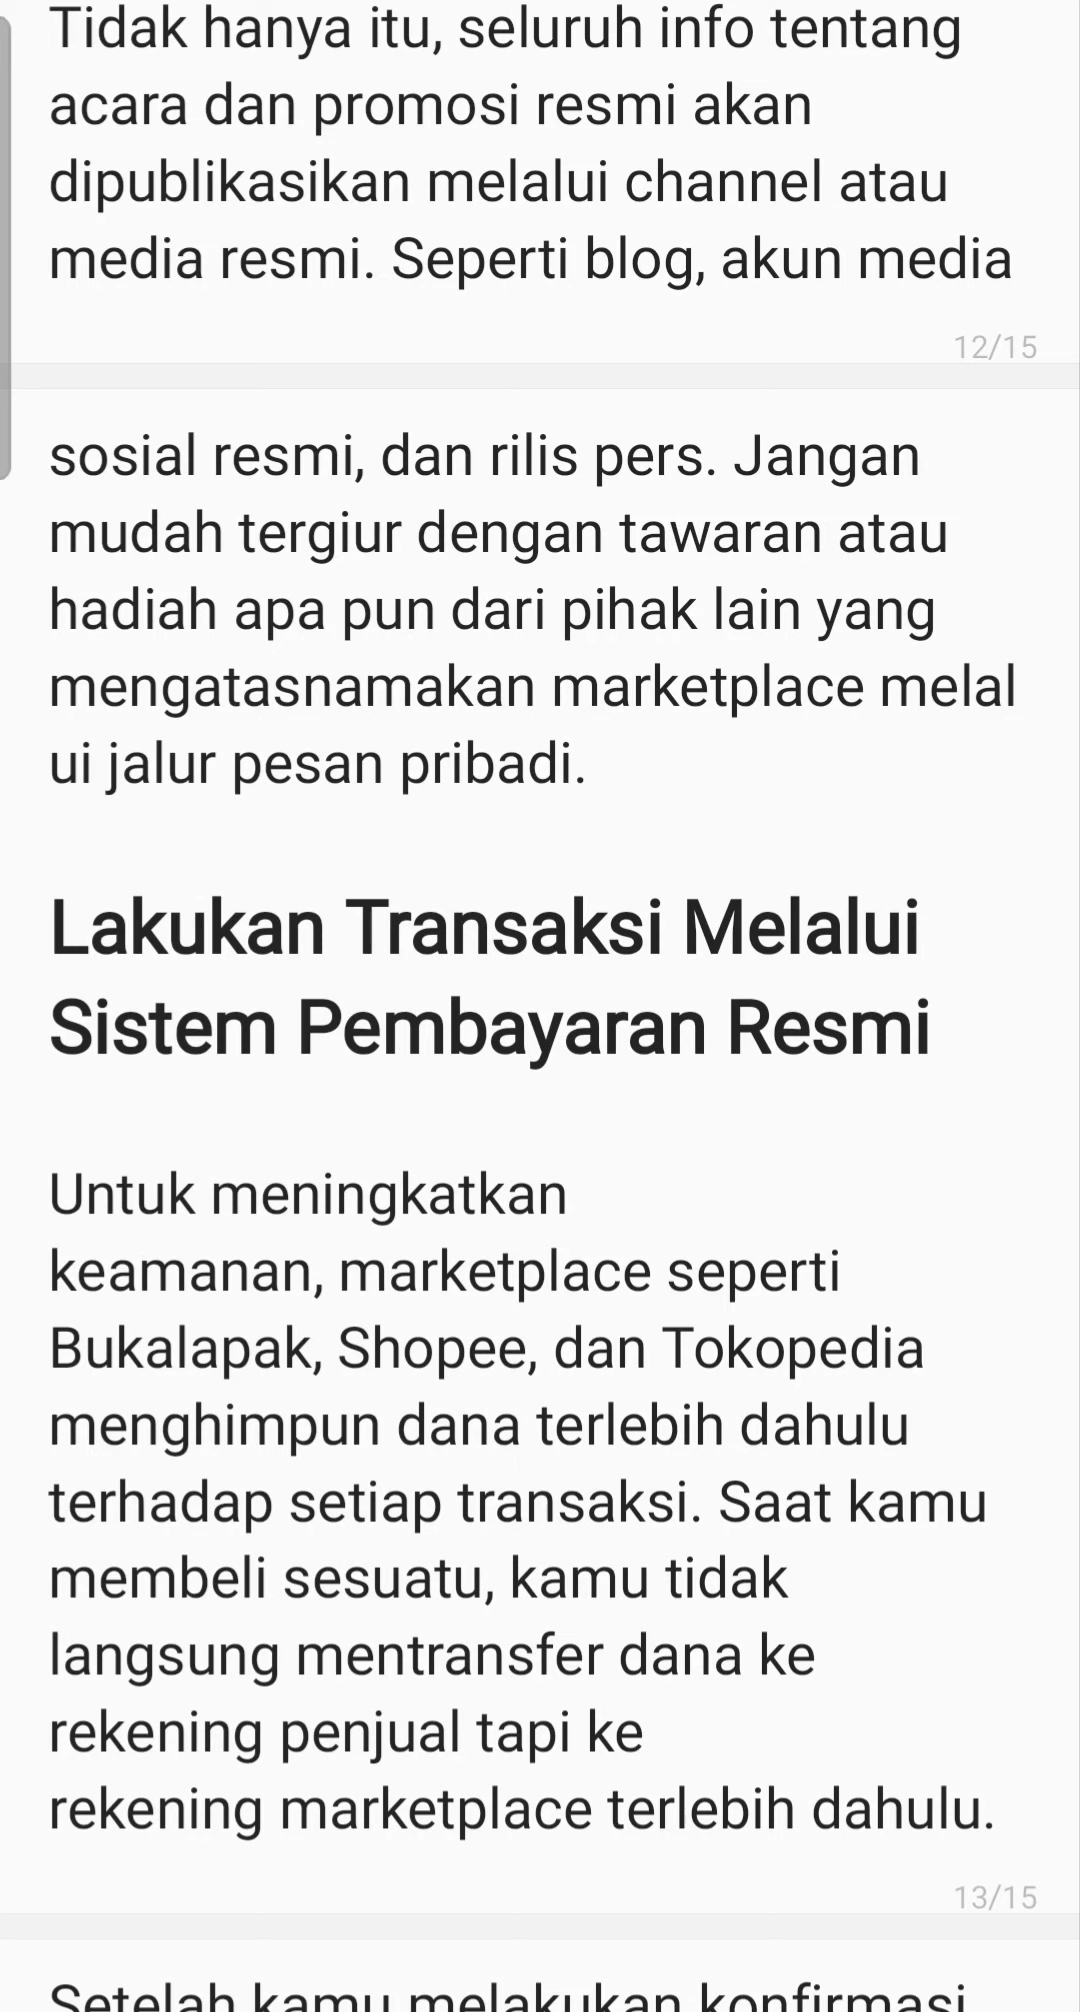 Tidak hanya itu, seluruh info tentang
acara dan promosi resmi akan
dipublikasikan melalui channel atau
media resmi. Seperti blog, akun media
12/15
sosial resmi, dan rilis pers. Jangan
mudah tergiur dengan tawaran atau
hadiah apa pun dari pihak lain yang
mengatasnamakan marketplace melal
ui jalur pesan pribadi.
Lakukan Transaksi Melalui
Sistem Pembayaran Resmi
Untuk meningkatkan
keamanan, marketplace seperti
Bukalapak, Shopee, dan Tokopedia
menghimpun dana terlebih dahulu
terhadap setiap transaksi. Saat kamu
membeli sesuatu, kamu tidak
langsung mentransfer dana ke
rekening penjual tapi ke
rekening marketplace terlebih dahulu.
13/15
Setelah kamu melakukan konfirmasi